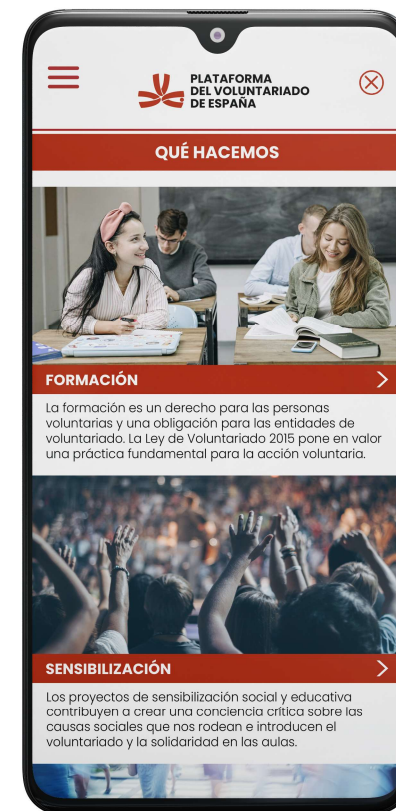 PLATAFORMA
DEL VOLUNTARIADO
DE ESPAÑA
QUÉ HACEMOS
FORMACIÓN
La formación es un derecho para las personas
voluntarias y una obligación para las entidades de
voluntariado. La Ley de Voluntariado 2015 pone en valor
una práctica fundamental para la acción voluntaria.
SENSIBILIZACIÓN
Los proyectos de sensibilización social y educativa
contribuyen a crear una conciencia crítica sobre las
causas sociales que nos rodean e introducen el
voluntariado y la solidaridad en las aulas.